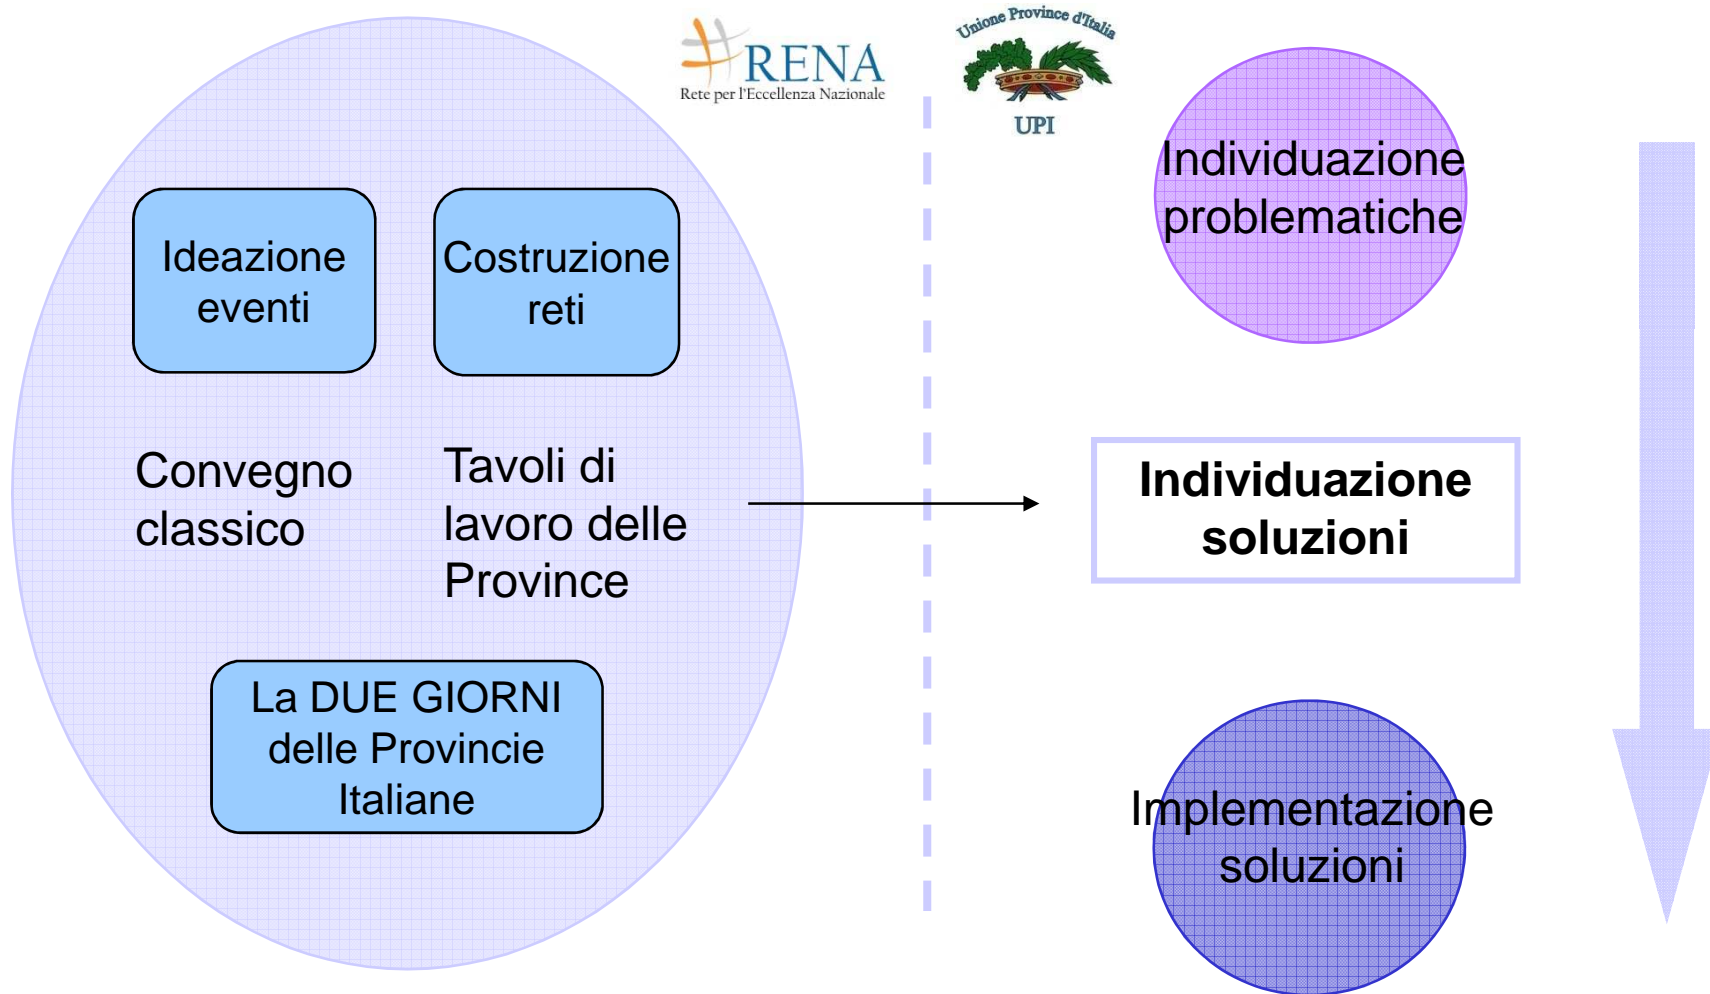 RENA
Rete per l'Eccellenza Nazionale
Unione Province d'Italia
UPI
Ideazione
eventi
Costruzione
reti
Convegno
classico
Tavoli di
lavoro delle
Province
La DUE GIORNI
delle Provincie
Italiane
Individuazione
problematiche
Individuazione
soluzioni
Implementazione
soluzioni